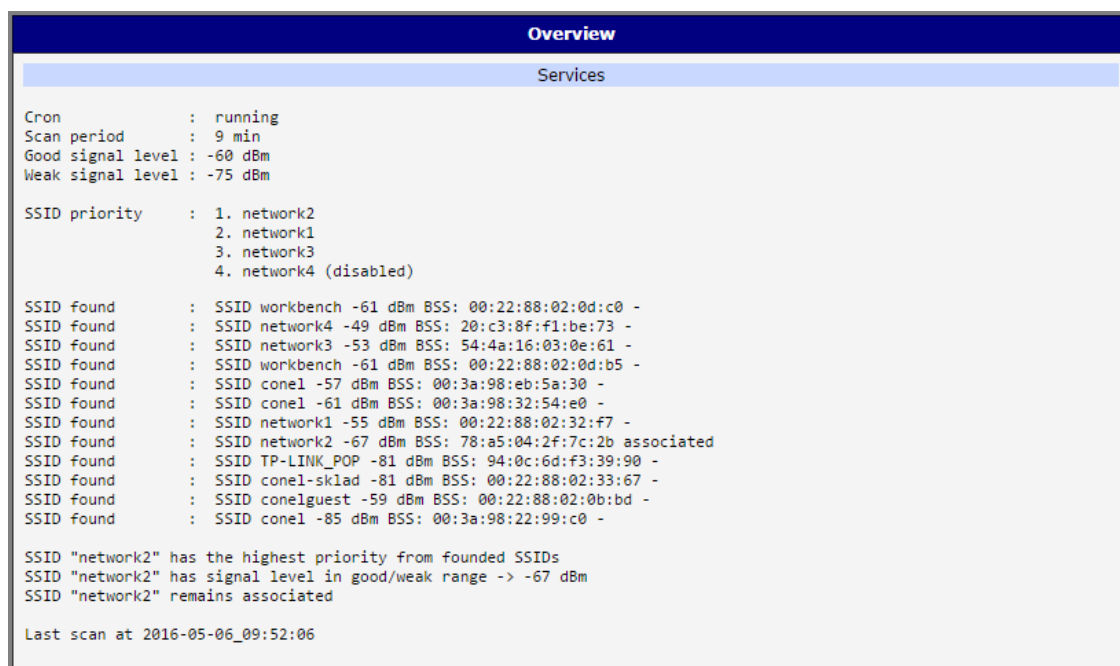 Overview
Services
Cron : running
Scan period : 9 min
Good signal level : -60 dBm
Weak signal level : -75 dBm
SSID priority : 1. network2
2. network1
3. network3
4. network4 (disabled)
SSID found : SSID workbench -61 dBm BSS: 00:22:88:02:0d:c0 -
SSID found : SSID network4 -49 dBm BSS: 20:c3:8f:f1:be:73 -
SSID found : SSID network3 -53 dBm BSS: 54:4a:16:03:0e:61 -
SSID found : SSID workbench -61 dBm BSS: 00:22:88:02:0d:b5 -
SSID found : SSID conel -57 dBm BSS: 00:3a:98:eb:5a:30 -
SSID found : SSID conel -61 dBm BSS: 00:3a:98:32:54:e0 -
SSID found : SSID network1 -55 dBm BSS: 00:22:88:02:32:f7 -
SSID found : SSID network2 -67 dBm BSS: 78:a5:04:2f:7c:2b associated
SSID found : SSID TP-LINK_POP -81 dBm BSS: 94:0c:6d:f3:39:90 -
SSID found : SSID conel-sklad -81 dBm BSS: 00:22:88:02:33:67 -
SSID found : SSID conelguest -59 dBm BSS: 00:22:88:02:0b:bd -
SSID found : SSID conel -85 dBm BSS: 00:3a:98:22:99:c0 -
SSID "network2" has the highest priority from founded SSIDs
SSID "network2" has signal level in good/weak range -> -67 dBm
SSID "network2" remains associated
Last scan at 2016-05-06_09:52:06